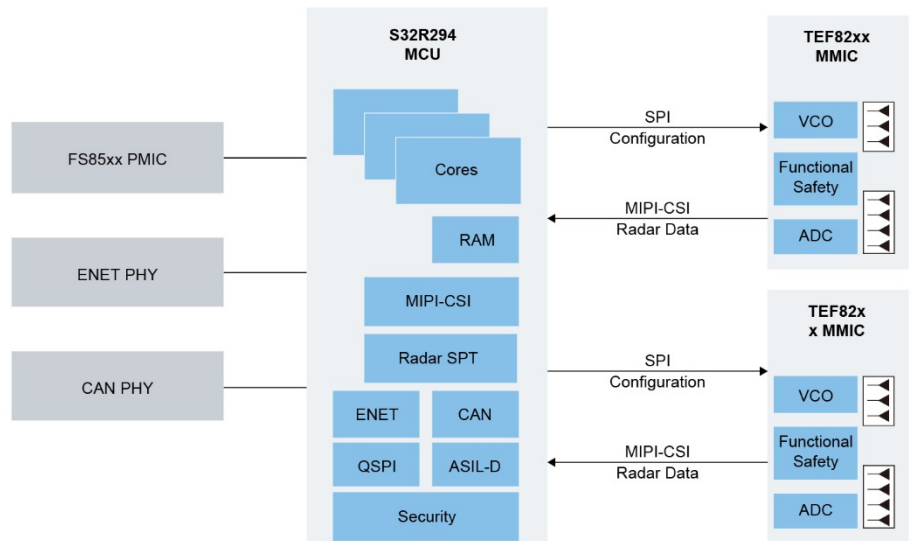 FS85xx PMIC
ENET PHY
CAN PHY
S32R294
MCU
Cores
RAM
MIPI-CSI
Radar SPT
ENET
CAN
QSPI
ASIL-D
Security
SPI
Configuration
MIPI-CSI
Radar Data
SPI
Configuration
MIPI-CSI
Radar Data
TEF82xx
MMIC
VCO
Functional
Safety
ADC
TEF82x
x MMIC
VCO
Functional
Safety
ADC